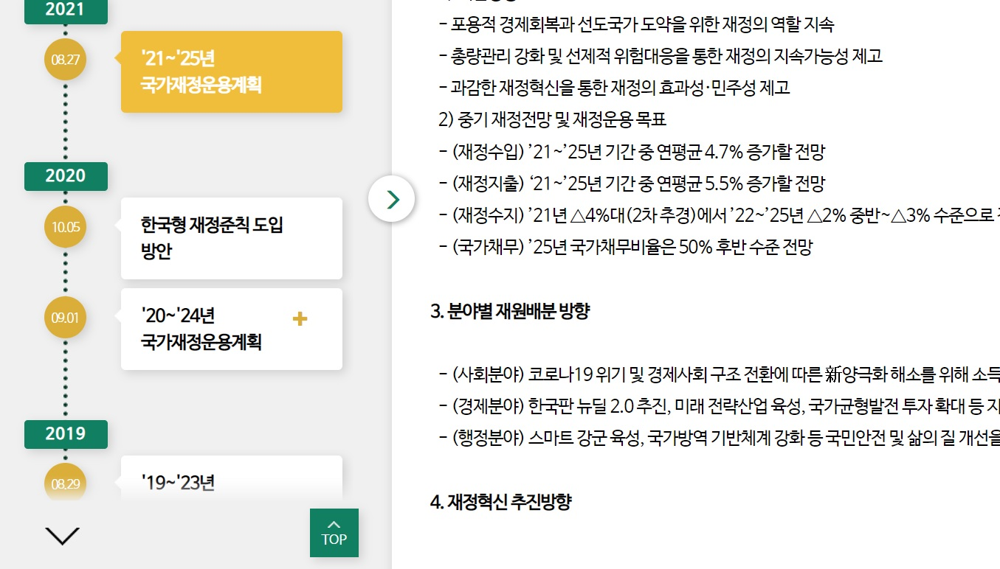 2021
08.27
'21~'25년
국가재정운용계획
2020
10.05
한국형 재정준칙 도입
방안
09.01
'20~'24년
국가재정운용계획
2019
08.29
'19~'23년
TOP
- 포용적 경제회복과 선도국가 도약을 위한 재정의 역할 지속
- 총량관리 강화 및 선제적 위험대응을 통한 재정의 지속가능성 제고
- 과감한 재정혁신을 통한 재정의 효과성·민주성 제고
2) 중기 재정전망 및 재정운용 목표
- (재정수입) ’21~’25년 기간 중 연평균 4.7% 증가할 전망
- (재정지출) ‘21~’25년 기간 중 연평균 5.5% 증가할 전망
- (재정수지) ’21년 △4%대(2차 추경)에서 ’22~’25년 △2% 중반~△3% 수준으로
- (국가채무) ’25년 국가채무비율은 50% 후반 수준 전망
3. 분야별 재원배분 방향
- (사회분야) 코로나19 위기 및 경제사회 구조 전환에 따른 新양극화 해소를 위해 소득
- (경제분야) 한국판 뉴딜 2.0 추진, 미래 전략산업 육성, 국가균형발전 투자 확대 등
- (행정분야) 스마트 강군 육성, 국가방역 기반체계 강화 등 국민안전 및 삶의 질 개선을
4. 재정혁신 추진방향